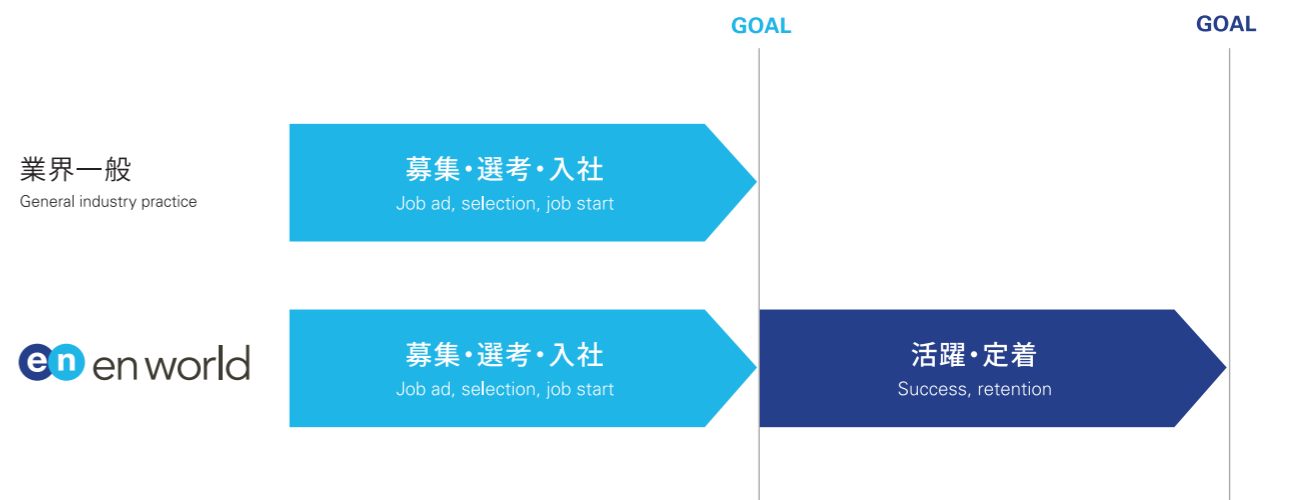 GOAL
GOAL
業界一般
General industry practice
募集・選考・入社
Job ad, selection, job start
en en world
募集・選考・入社
Job ad, selection, job start
活躍・定着
Success, retention